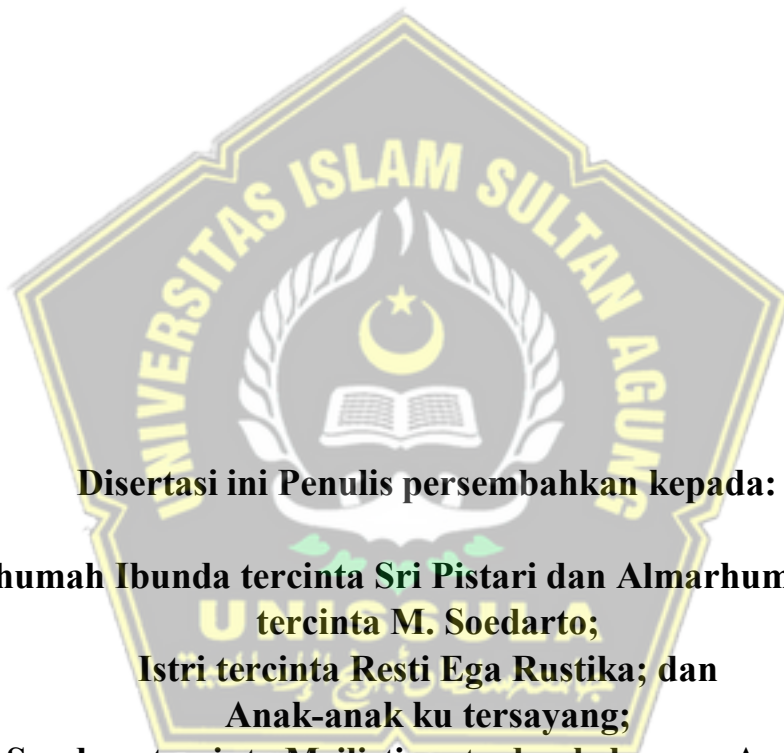 UNIVERSITAS ISLAM SULTAN AGUNG
Disertasi ini Penulis persembahkan kepada:
Ibunda tercinta Sri Pistari dan Almarhum
tercinta M. Soedarto;
UNISSULA
Istri tercinta Resti Ega Rustika; dan
Anak-anak ku tersayang;